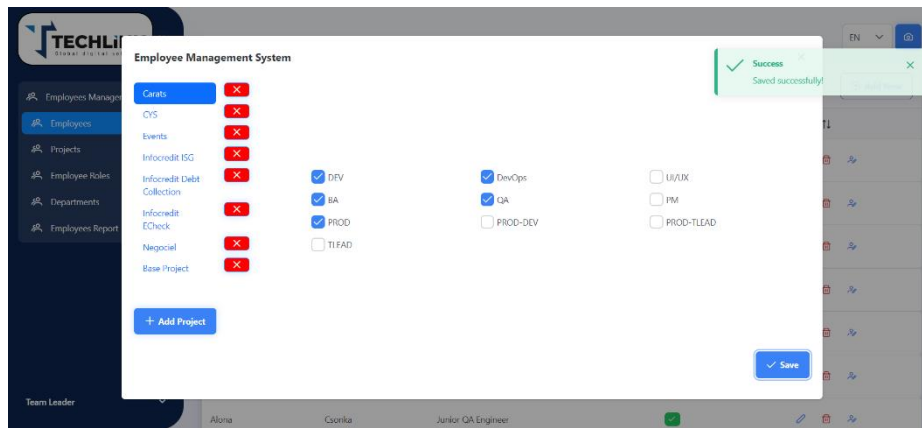 TECHLI
Global digital
EN
Employee Management System
Success
Saved successfully!
Employees Manager
Employees
Projects
Employee Roles
Departments
Employees Report
Carats
CYS
Events
Infocredit ISG
Infocredit Debt
Collection
Infocredit
ECheck
Negociel
Base Project
DEV
DevOps
UI/UX
BA
QA
PM
PROD
PROD-DEV
PROD-TLEAD
TLEAD
+ Add Project
Save
Team Leader
Alona Csonka Junior QA Engineer